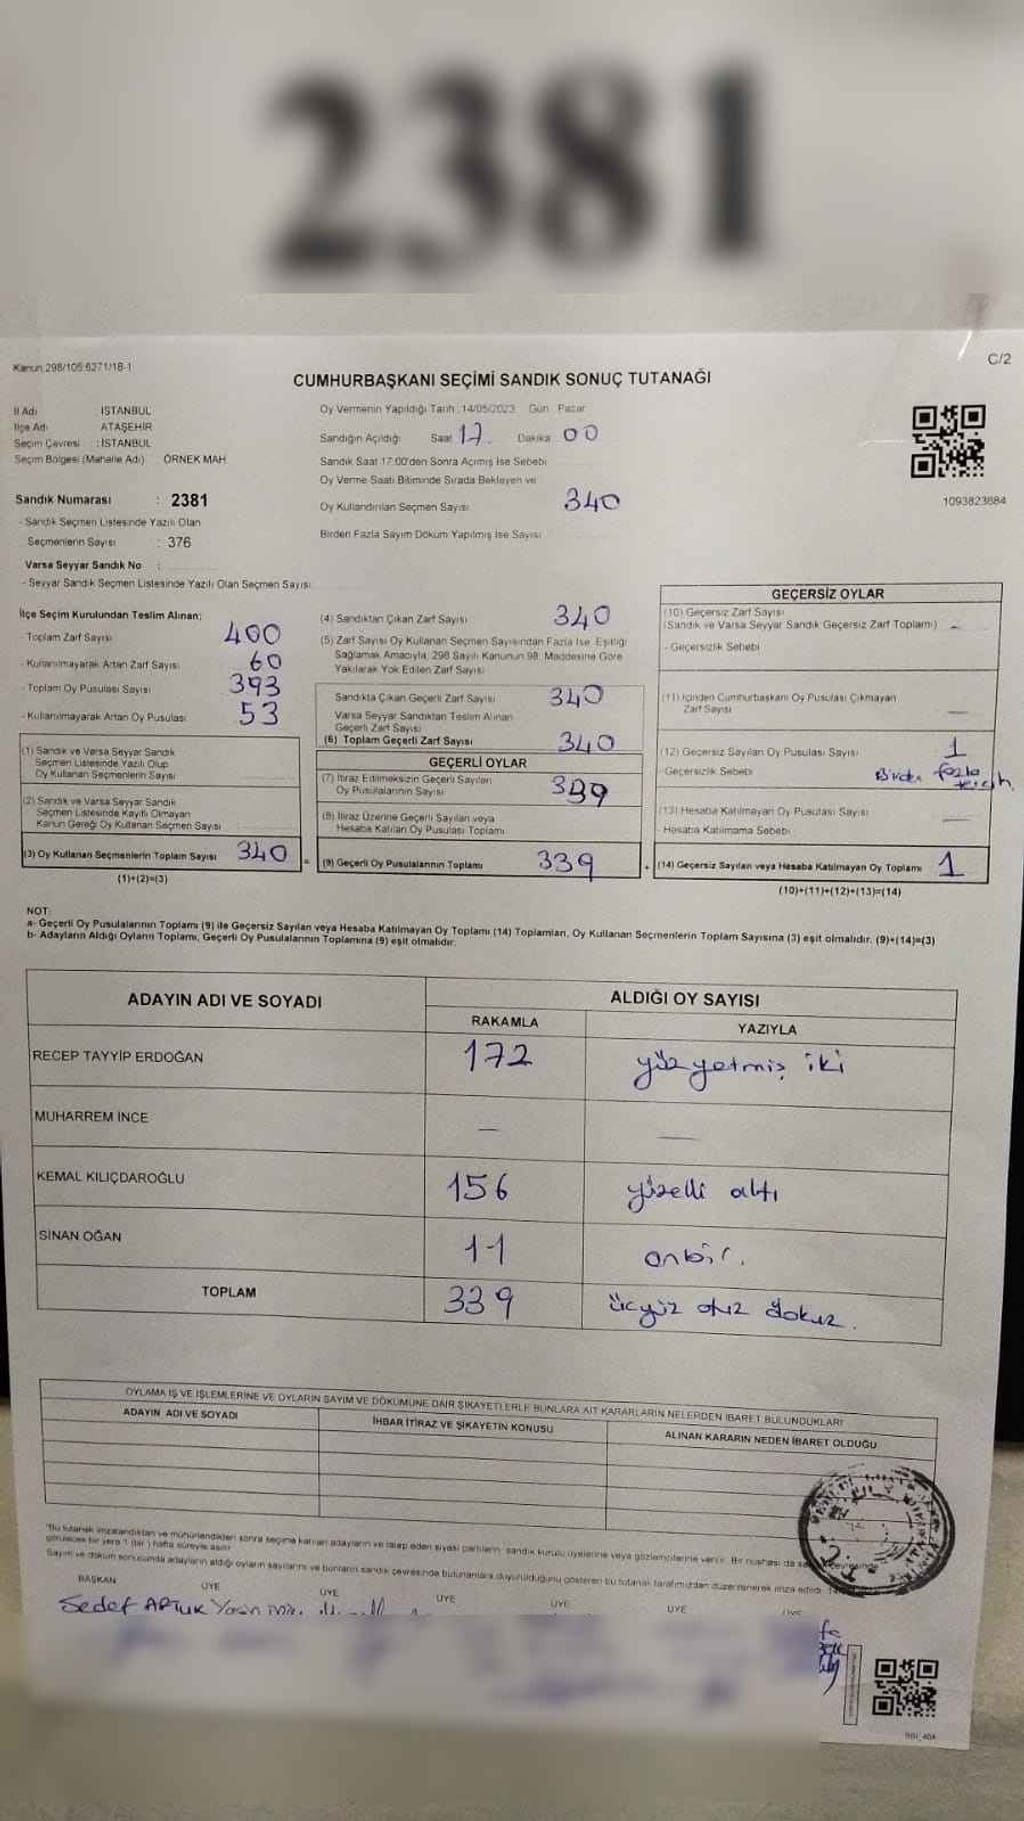 2381
Kanun 298/105:6271/18-1
C/2
CUMHURBAŞKANI SEÇİMİ SANDIK SONUÇ TUTANAĞI
İl Adı İSTANBUL
İlçe Adı ATAŞEHİR
Seçim Çevresi : İSTANBUL
Seçim Bölgesi (Mahalle Adı) ÖRNEK MAH
Sandık Numarası : 2381
- Sandık Seçmen Listesinde Yazılı Olan
Seçmenlerin Sayısı : 376
Varsa Seyyar Sandık No :
- Seyyar Sandık Seçmen Listesinde Yazılı Olan Seçmen Sayısı
Oy Vermenin Yapıldığı Tarih :14/05/2023 Gün Pazar
Sandığın Açıldığı Saat 17. Dakika 00
Sandık Saat 17.00'den Sonra Açımış İse Sebebi
Oy Verme Saati Bitiminde Sırada Bekleyen ve
Oy Kullandırılan Seçmen Sayısı 340
Birden Fazla Sayım Döküm Yapılmış İse Sayısı
1093823884
İlçe Seçim Kurulundan Teslim Alınan;
- Toplam Zarf Sayısı 400
- Kullanılmayarak Artan Zarf Sayısı 60
- Toplam Oy Pusulası Sayısı 393
- Kullanılmayarak Artan Oy Pusulası 53
(1) Sandık ve Varsa Seyyar Sandık
Seçmen Listesinde Yazılı Olup
Oy Kullanan Seçmenlerin Sayısı
(2) Sandık ve Varsa Seyyar Sandık
Seçmen Listesinde Kayıtlı Olmayan
Kanun Gereği Oy Kullanan Seçmen Sayısı
(3) Oy Kullanan Seçmenlerin Toplam Sayısı 340
(1)+(2)=(3)
(4) Sandıktan Çıkan Zarf Sayısı 340
(5) Zarf Sayısı Oy Kullanan Seçmen Sayısından Fazla İse, Eşitliği
Sağlamak Amacıyla, 298 Sayılı Kanunun 98. Maddesine Göre
Yakılarak Yok Edilen Zarf Sayısı
Sandıkta Çıkan Geçerli Zarf Sayısı 340
Varsa Seyyar Sandıktan Teslim Alınan
Geçerli Zarf Sayısı
(6) Toplam Geçerli Zarf Sayısı 340
GEÇERLİ OYLAR
(7) İtiraz Edilmeksizin Geçerli Sayılan
Oy Pusulalarının Sayısı 339
(8) İtiraz Üzerine Geçerli Sayılan veya
Hesaba Katılan Oy Pusulası Toplamı
(9) Geçerli Oy Pusulalarının Toplamı 339
GEÇERSİZ OYLAR
(10) Geçersiz Zarf Sayısı
(Sandık ve Varsa Seyyar Sandık Geçersiz Zarf Toplamı) -
- Geçersizlik Sebebi
(11) İçinden Cumhurbaşkanı Oy Pusulası Çıkmayan
Zarf Sayısı -
(12) Geçersiz Sayılan Oy Pusulası Sayısı 1
Geçersizlik Sebebi Birden fazla tercih.
(13) Hesaba Katılmayan Oy Pusulası Sayısı -
- Hesaba Katılmama Sebebi
(14) Geçersiz Sayılan veya Hesaba Katılmayan Oy Toplamı 1
(10)+(11)+(12)+(13)=(14)
NOT:
a- Geçerli Oy Pusulalarının Toplamı (9) ile Geçersiz Sayılan veya Hesaba Katılmayan Oy Toplamı (14) Toplamları, Oy Kullanan Seçmenlerin Toplam Sayısına (3) eşit olmalıdır. (9)+(14)=(3)
b- Adayların Aldığı Oyların Toplamı, Geçerli Oy Pusulalarının Toplamına (9) eşit olmalıdır.
ADAYIN ADI VE SOYADI ALDIĞI OY SAYISI
RAKAMLA YAZIYLA
RECEP TAYYİP ERDOĞAN 172 yüzyetmiş iki
MUHARREM İNCE - -
KEMAL KILIÇDAROĞLU 156 yüzelli altı
SİNAN OĞAN 11 onbir.
TOPLAM 339 üçyüz otuz dokuz.
OYLAMA İŞ VE İŞLEMLERİNE VE OYLARIN SAYIM VE DÖKÜMÜNE DAİR ŞİKAYETLERLE BUNLARA AİT KARARLARIN NELERDEN İBARET BULUNDUKLARI
ADAYIN ADI VE SOYADI İHBAR İTİRAZ VE ŞİKAYETİN KONUSU ALINAN KARARIN NEDEN İBARET OLDUĞU
"Bu tutanak imzalandıktan ve mühürlendikten sonra seçime katılan adayların ve talep eden siyasi partilerin sandık kurulu üyelerine veya gözlemcilerine verilir. Bir nüshası da
görülecek bir yere 1 (bir) hafta süreyle asılır
Sayım ve döküm sonucunda adayların aldığı oyların sayılarını ve bunların sandık çevresinde bulunanlara duyurulduğunu gösteren bu tutanak tarafımızdan düzenlenerek imza edildi.
BAŞKAN ÜYE ÜYE ÜYE ÜYE ÜYE ÜYE
Sedef ARTUK